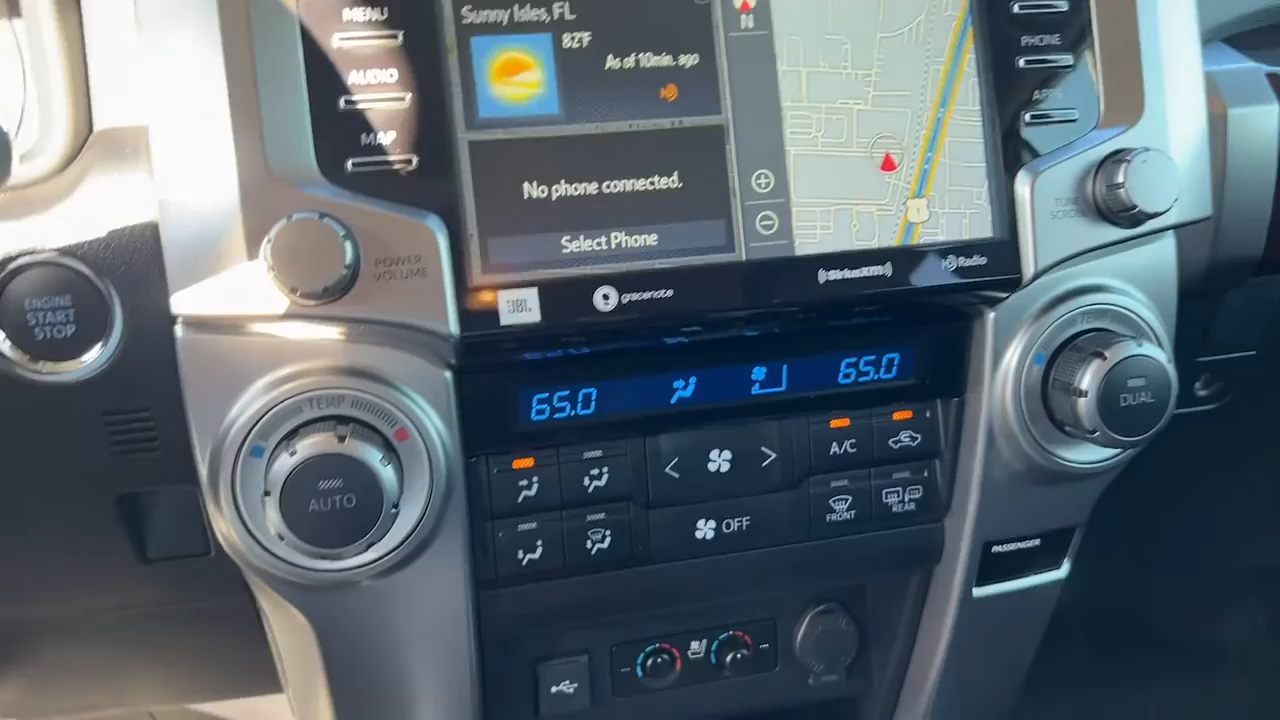 MENU
AUDIO
MAP
Sunny Isles, FL
82°F
As of 10min. ago
No phone connected.
Select Phone
N
1
PHONE
TUNE
SCROLL
POWER
VOLUME
ENGINE
START
STOP
JBL
gracenote
SiriusXM
HD Radio
65.0
65.0
TEMP
AUTO
DUAL
A/C
OFF
FRONT
REAR
PASSENGER